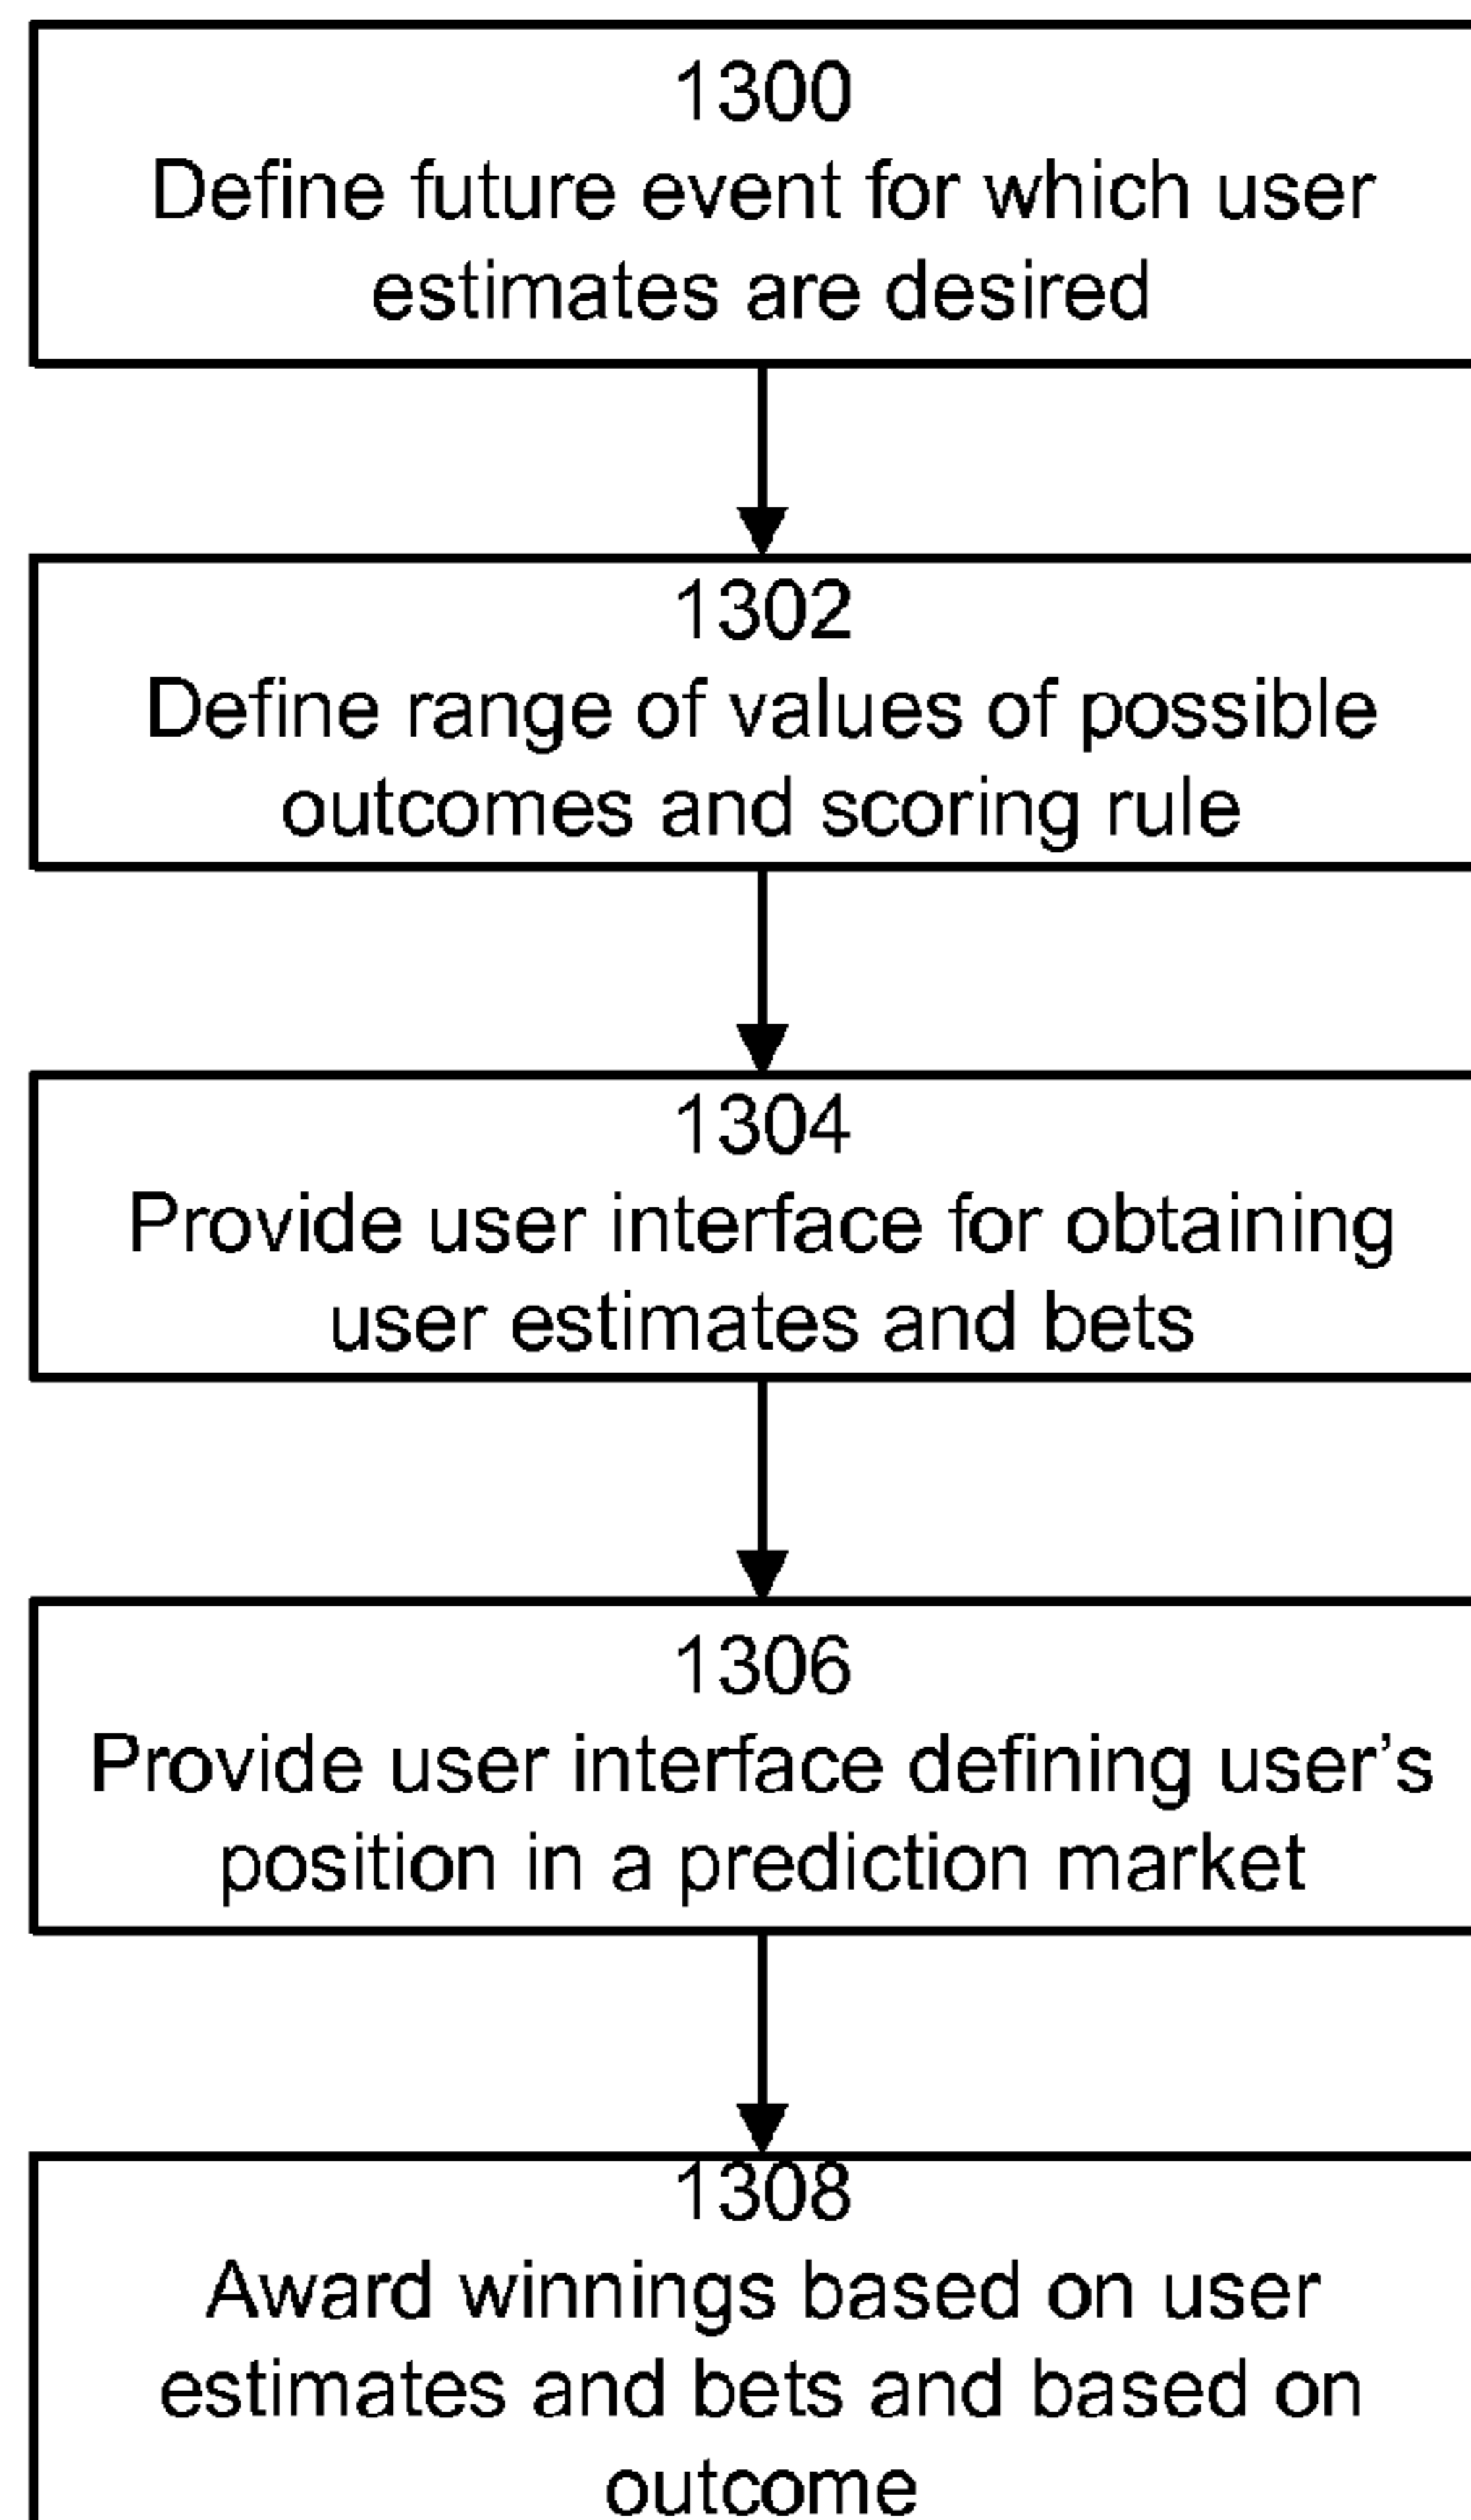 1300
Define future event for which user
estimates are desired
1302
Define range of values of possible
outcomes and scoring rule
1304
Provide user interface for obtaining
user estimates and bets
1306
Provide user interface defining user's
position in a prediction market
1308
Award winnings based on user
estimates and bets and based on
outcome